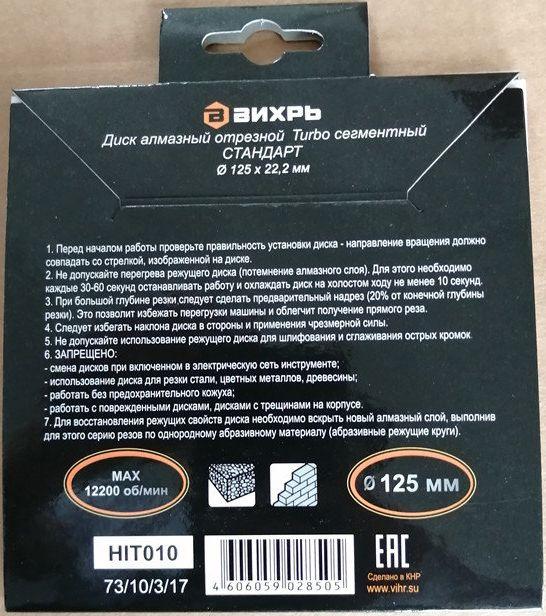 ВИХРЬ
Диск алмазный отрезной Turbo сегментный
СТАНДАРТ
Ø 125 x 22,2 мм
1. Перед началом работы проверьте правильность установки диска - направление вращения должно
совпадать со стрелкой, изображенной на диске.
2. Не допускайте перегрева режущего диска (потемнение алмазного слоя). Для этого необходимо
каждые 30-60 секунд останавливать работу и охлаждать диск на холостом ходу не менее 10 секунд.
3. При большой глубине резки следует сделать предварительный надрез (20% от конечной глубины
резки). Это позволит избежать перегрузки машины и облегчит получение прямого реза.
4. Следует избегать наклона диска в стороны и применения чрезмерной силы.
5. Не допускайте использование режущего диска для шлифования и сглаживания острых кромок
6. ЗАПРЕЩЕНО:
- смена дисков при включенном в электрическую сеть инструменте;
- использование диска для резки стали, цветных металлов, древесины;
- работать без предохранительного кожуха;
- работать с поврежденными дисками, дисками с трещинами на корпусе.
7. Для восстановления режущих свойств диска необходимо вскрыть новый алмазный слой, выполнив
для этого серию резов по однородному абразивному материалу (абразивные режущие круги).
MAX
12200 об/мин
Ø 125 мм
HIT010
73/10/3/17
4 606059 028505
EAC
Сделано в КНР
www.vihr.su